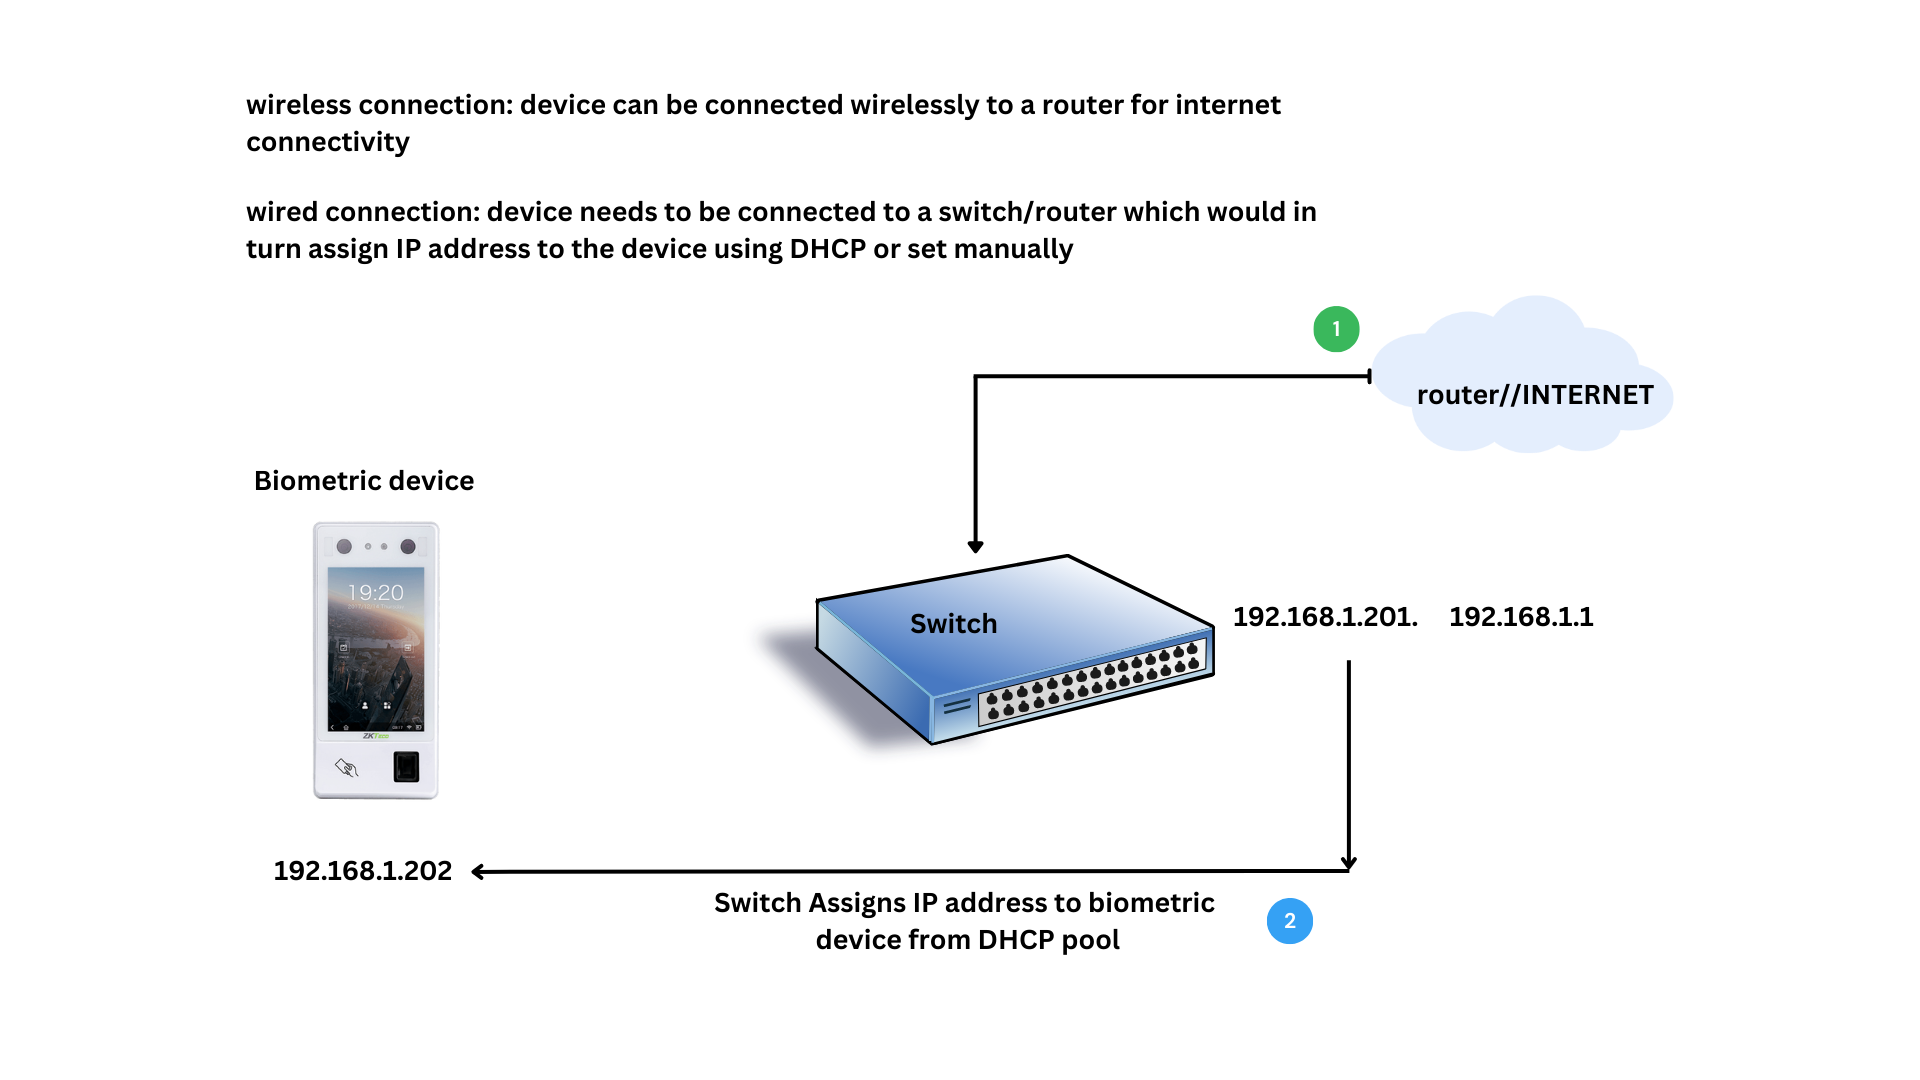 wireless connection: device can be connected wirelessly to a router for internet
connectivity
wired connection: device needs to be connected to a switch/router which would in
turn assign IP address to the device using DHCP or set manually
1
router//INTERNET
Biometric device
19:20
Switch
192.168.1.201.
192.168.1.1
ZKTeco
192.168.1.202
Switch Assigns IP address to biometric
device from DHCP pool
2